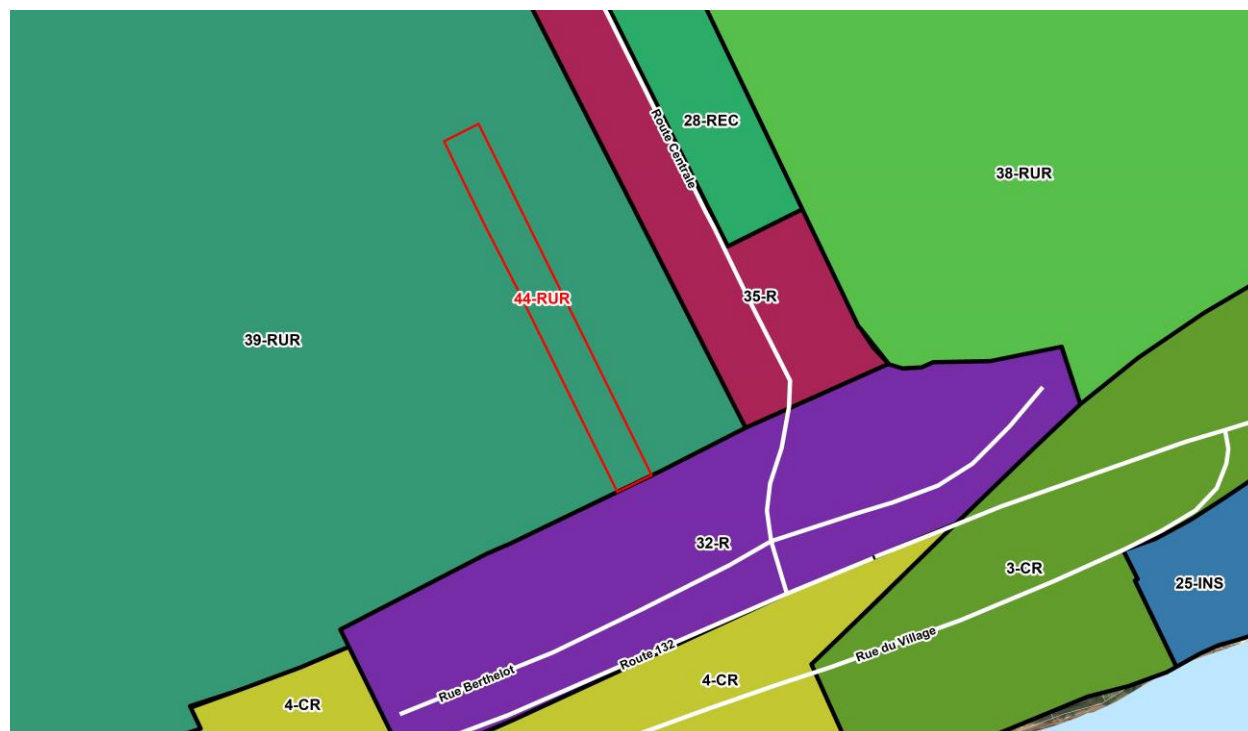 28-REC
Route Centrale
38-RUR
44-RUR
35-R
39-RUR
32-R
3-CR
25-INS
Rue du Village
Route 132
Rue Berthelot
4-CR
4-CR